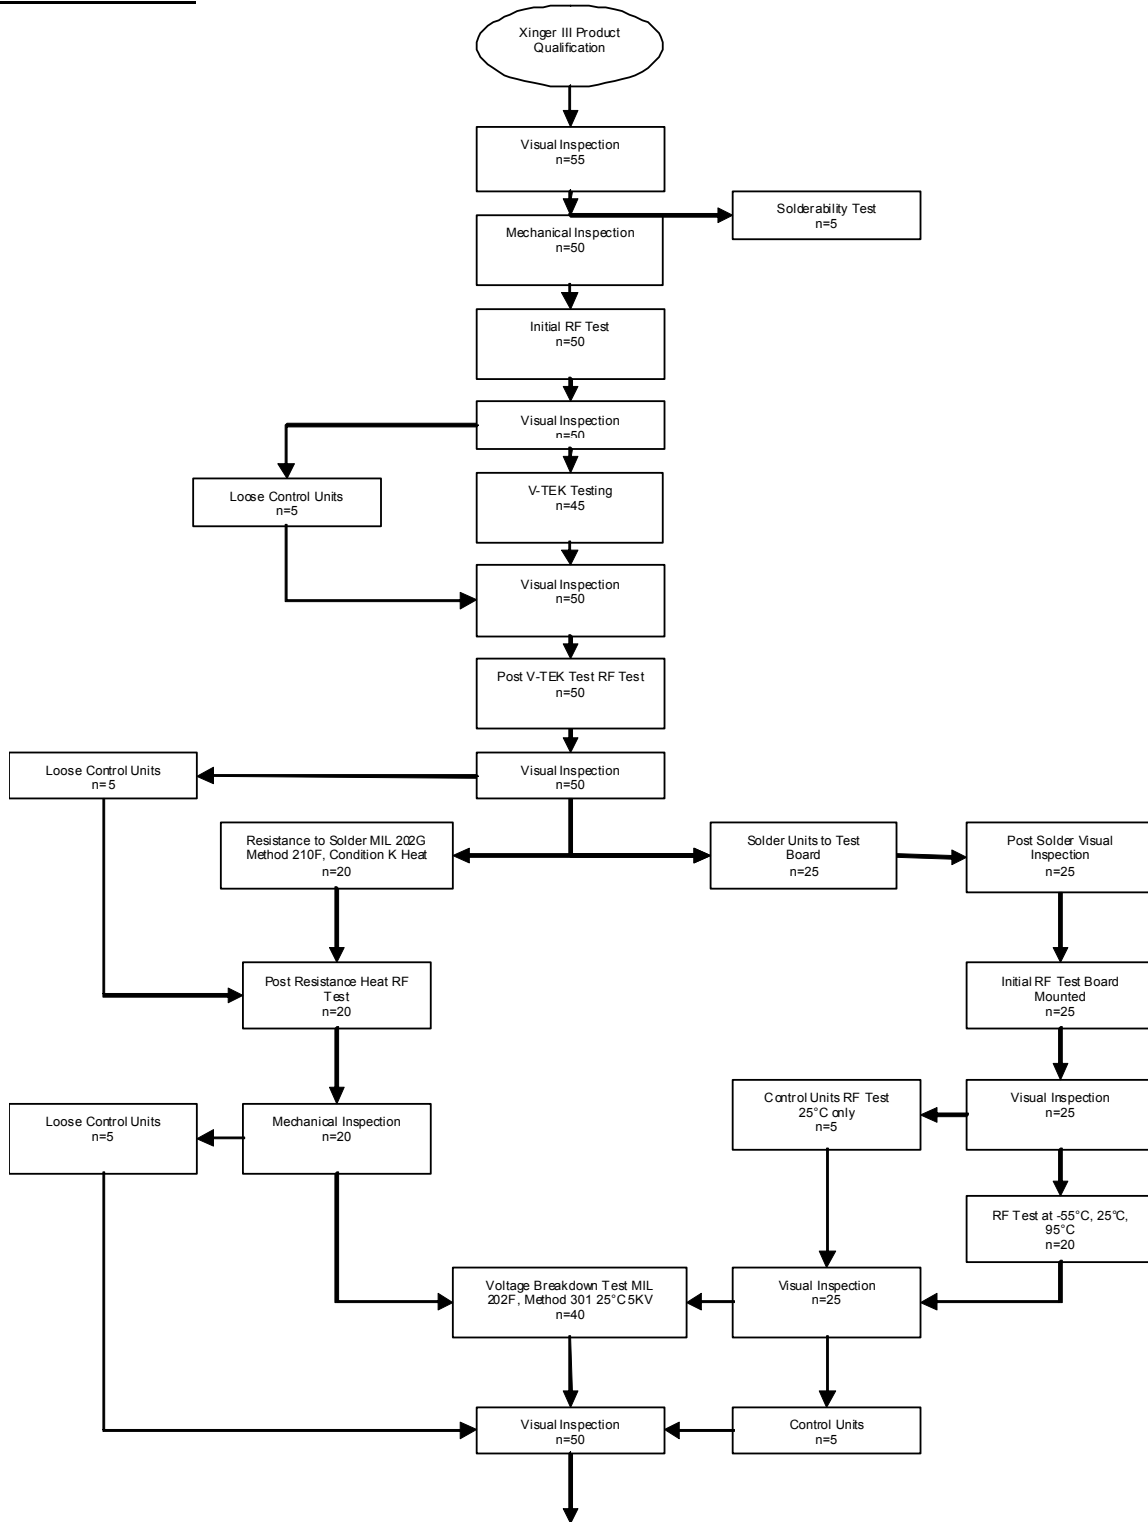 Xinger III Product
Qualification
Visual Inspection
n=55
Solderability Test
n=5
Mechanical Inspection
n=50
Initial RF Test
n=50
Visual Inspection
n=50
Loose Control Units
n=5
V-TEK Testing
n=45
Visual Inspection
n=50
Post V-TEK Test RF Test
n=50
Loose Control Units
n=5
Visual Inspection
n=50
Resistance to Solder MIL 202G
Method 210F, Condition K Heat
n=20
Solder Units to Test
Board
n=25
Post Solder Visual
Inspection
n=25
Post Resistance Heat RF
Test
n=20
Initial RF Test Board
Mounted
n=25
Loose Control Units
n=5
Mechanical Inspection
n=20
Control Units RF Test
25°C only
n=5
Visual Inspection
n=25
RF Test at -55°C, 25°C,
95°C
n=20
Voltage Breakdown Test MIL
202F, Method 301 25°C 5KV
n=40
Visual Inspection
n=25
Visual Inspection
n=50
Control Units
n=5